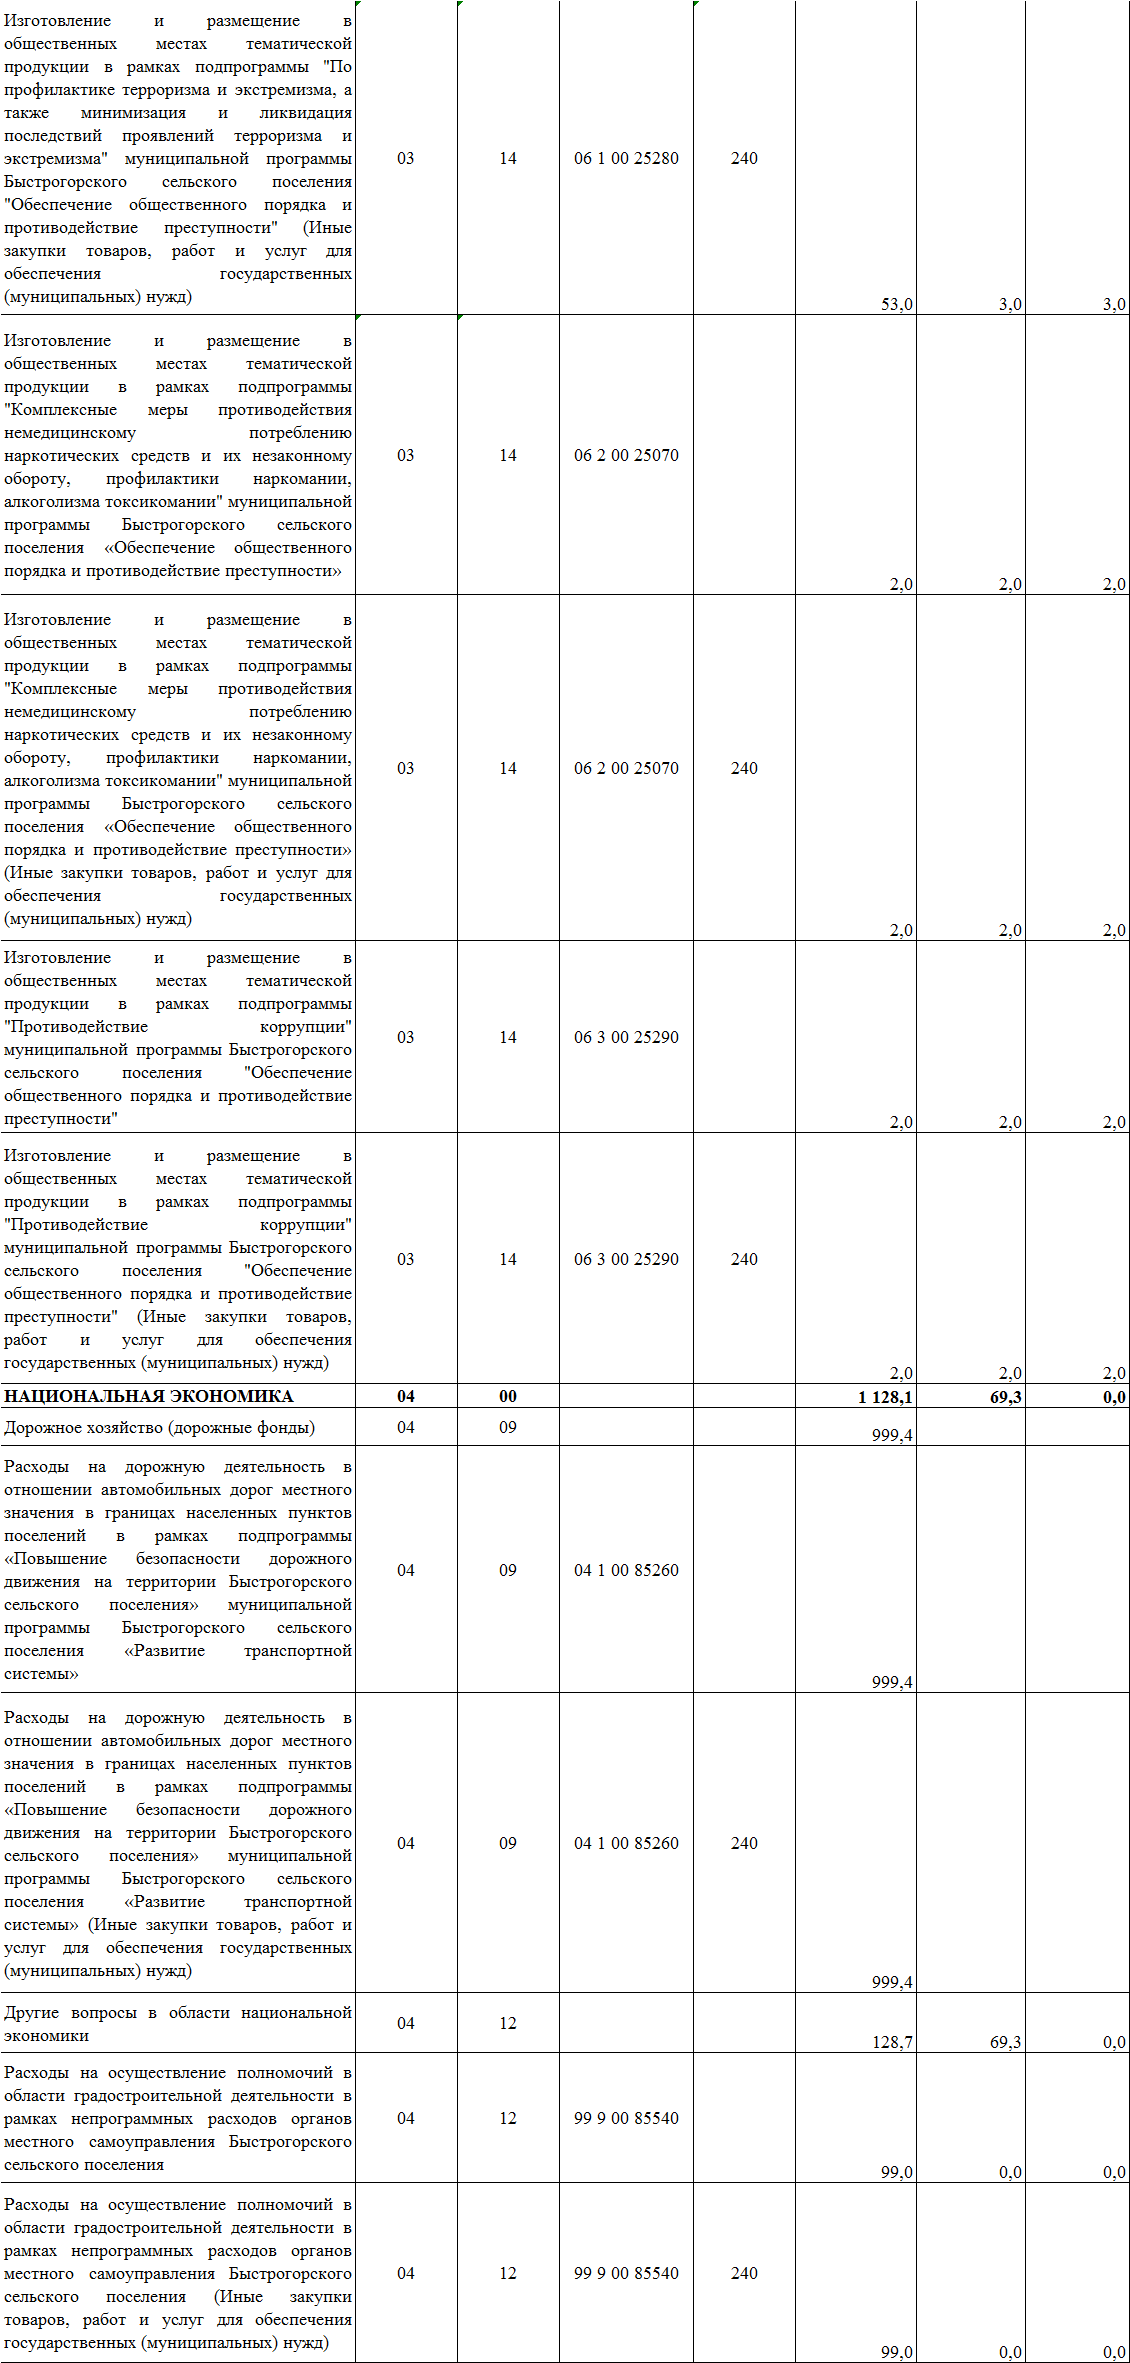 Изготовление и размещение в
общественных местах тематической
продукции в рамках подпрограммы "По
профилактике терроризма и экстремизма, а
также минимизация и ликвидация
последствий проявлений терроризма и
экстремизма" муниципальной программы
Быстрогорского сельского поселения
"Обеспечение общественного порядка и
противодействие преступности" (Иные
закупки товаров, работ и услуг для
обеспечения государственных
(муниципальных) нужд)
03 14 06 1 00 25280 240 53,0 3,0 3,0
Изготовление и размещение в
общественных местах тематической
продукции в рамках подпрограммы
"Комплексные меры противодействия
немедицинскому потреблению
наркотических средств и их незаконному
обороту, профилактики наркомании,
алкоголизма токсикомании" муниципальной
программы Быстрогорского сельского
поселения «Обеспечение общественного
порядка и противодействие преступности»
03 14 06 2 00 25070 2,0 2,0 2,0
Изготовление и размещение в
общественных местах тематической
продукции в рамках подпрограммы
"Комплексные меры противодействия
немедицинскому потреблению
наркотических средств и их незаконному
обороту, профилактики наркомании,
алкоголизма токсикомании" муниципальной
программы Быстрогорского сельского
поселения «Обеспечение общественного
порядка и противодействие преступности»
(Иные закупки товаров, работ и услуг для
обеспечения государственных
(муниципальных) нужд)
03 14 06 2 00 25070 240 2,0 2,0 2,0
Изготовление и размещение в
общественных местах тематической
продукции в рамках подпрограммы
"Противодействие коррупции"
муниципальной программы Быстрогорского
сельского поселения "Обеспечение
общественного порядка и противодействие
преступности"
03 14 06 3 00 25290 2,0 2,0 2,0
Изготовление и размещение в
общественных местах тематической
продукции в рамках подпрограммы
"Противодействие коррупции"
муниципальной программы Быстрогорского
сельского поселения "Обеспечение
общественного порядка и противодействие
преступности" (Иные закупки товаров,
работ и услуг для обеспечения
государственных (муниципальных) нужд)
03 14 06 3 00 25290 240 2,0 2,0 2,0
НАЦИОНАЛЬНАЯ ЭКОНОМИКА 04 00 1 128,1 69,3 0,0
Дорожное хозяйство (дорожные фонды) 04 09 999,4
Расходы на дорожную деятельность в
отношении автомобильных дорог местного
значения в границах населенных пунктов
поселений в рамках подпрограммы
«Повышение безопасности дорожного
движения на территории Быстрогорского
сельского поселения» муниципальной
программы Быстрогорского сельского
поселения «Развитие транспортной
системы»
04 09 04 1 00 85260 999,4
Расходы на дорожную деятельность в
отношении автомобильных дорог местного
значения в границах населенных пунктов
поселений в рамках подпрограммы
«Повышение безопасности дорожного
движения на территории Быстрогорского
сельского поселения» муниципальной
программы Быстрогорского сельского
поселения «Развитие транспортной
системы» (Иные закупки товаров, работ и
услуг для обеспечения государственных
(муниципальных) нужд)
04 09 04 1 00 85260 240 999,4
Другие вопросы в области национальной
экономики
04 12 128,7 69,3 0,0
Расходы на осуществление полномочий в
области градостроительной деятельности в
рамках непрограммных расходов органов
местного самоуправления Быстрогорского
сельского поселения
04 12 99 9 00 85540 99,0 0,0 0,0
Расходы на осуществление полномочий в
области градостроительной деятельности в
рамках непрограммных расходов органов
местного самоуправления Быстрогорского
сельского поселения (Иные закупки
товаров, работ и услуг для обеспечения
государственных (муниципальных) нужд)
04 12 99 9 00 85540 240 99,0 0,0 0,0